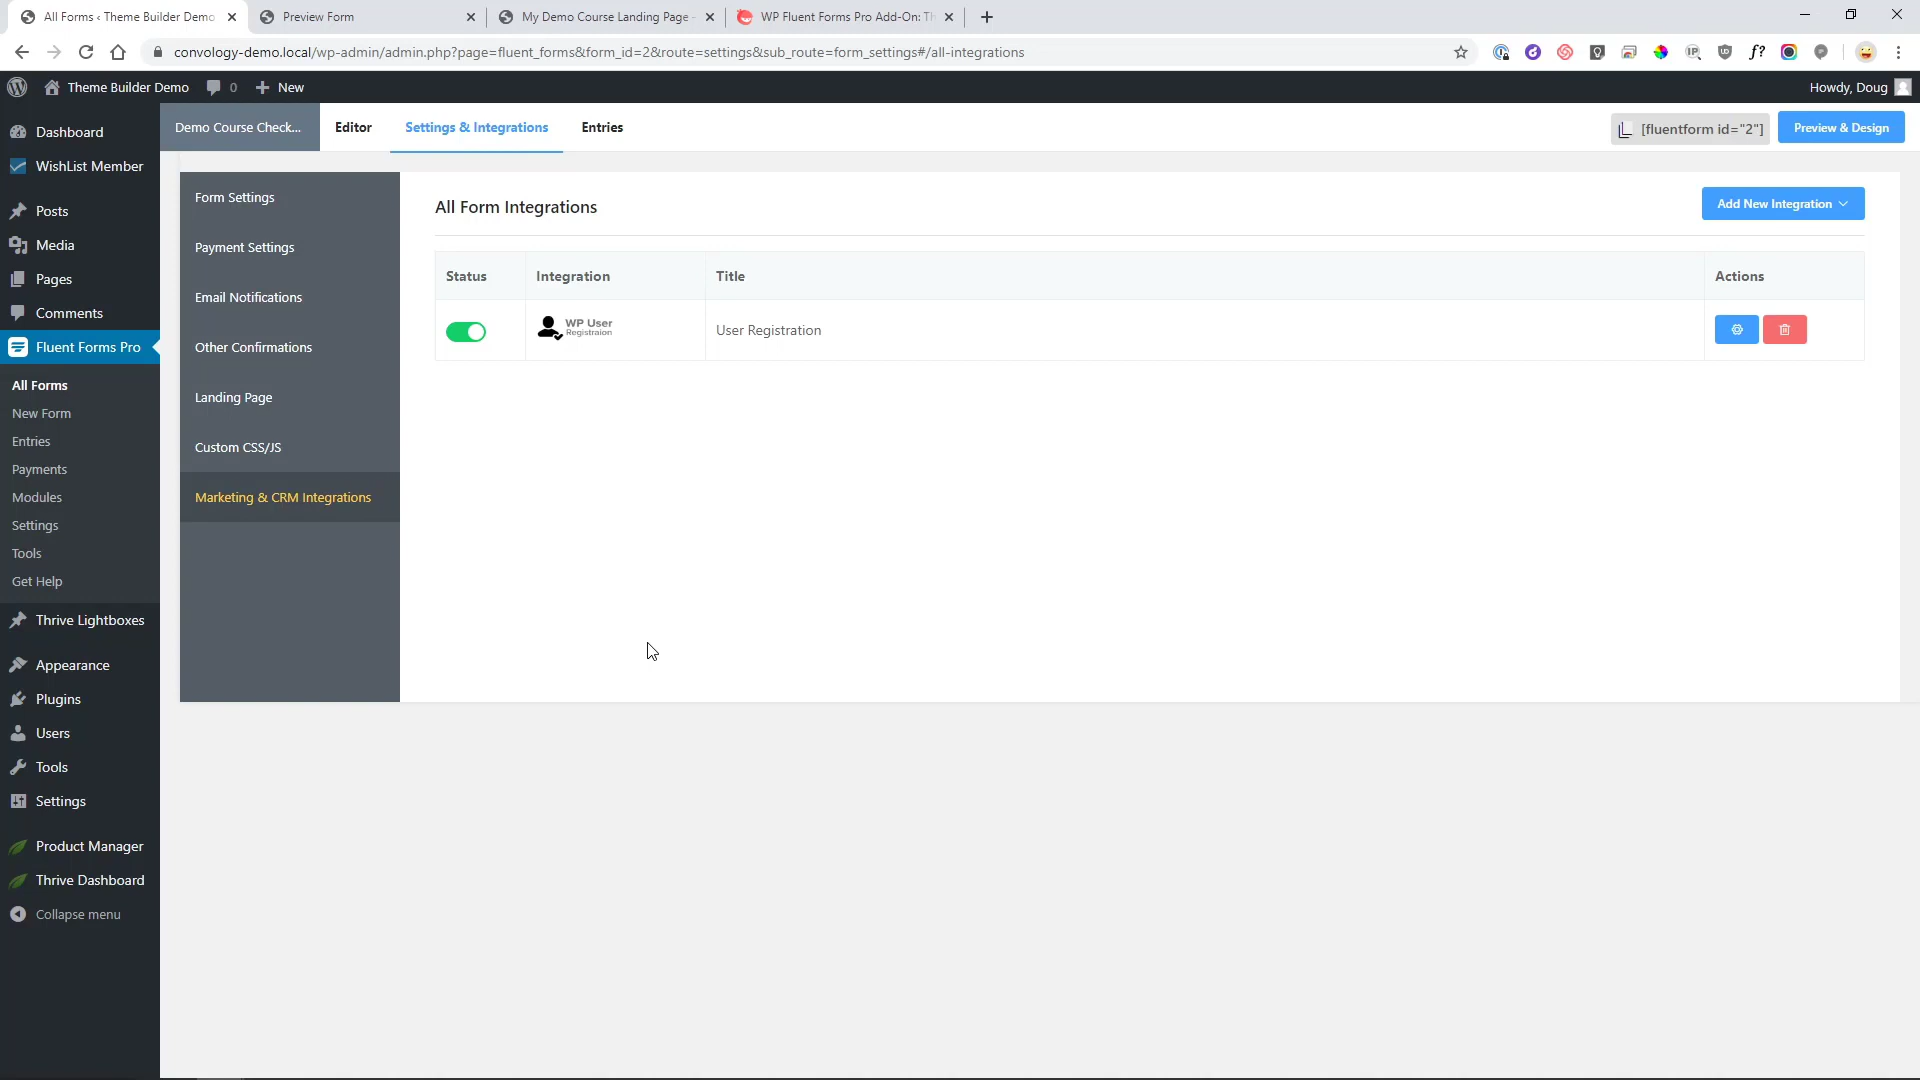 All Forms ‹ Theme Builder Demo
Preview Form
My Demo Course Landing Page -
WP Fluent Forms Pro Add-On: Th
convology-demo.local/wp-admin/admin.php?page=fluent_forms&form_id=2&route=settings&sub_route=form_settings#/all-integrations
Theme Builder Demo
0
New
Howdy, Doug
Dashboard
WishList Member
Posts
Media
Pages
Comments
Fluent Forms Pro
All Forms
New Form
Entries
Payments
Modules
Settings
Tools
Get Help
Thrive Lightboxes
Appearance
Plugins
Users
Tools
Settings
Product Manager
Thrive Dashboard
Collapse menu
Demo Course Check...
Editor
Settings & Integrations
Entries
[fluentform id="2"]
Preview & Design
Form Settings
Payment Settings
Email Notifications
Other Confirmations
Landing Page
Custom CSS/JS
Marketing & CRM Integrations
All Form Integrations
Add New Integration
Status
Integration
Title
Actions
WP User
Registraion
User Registration